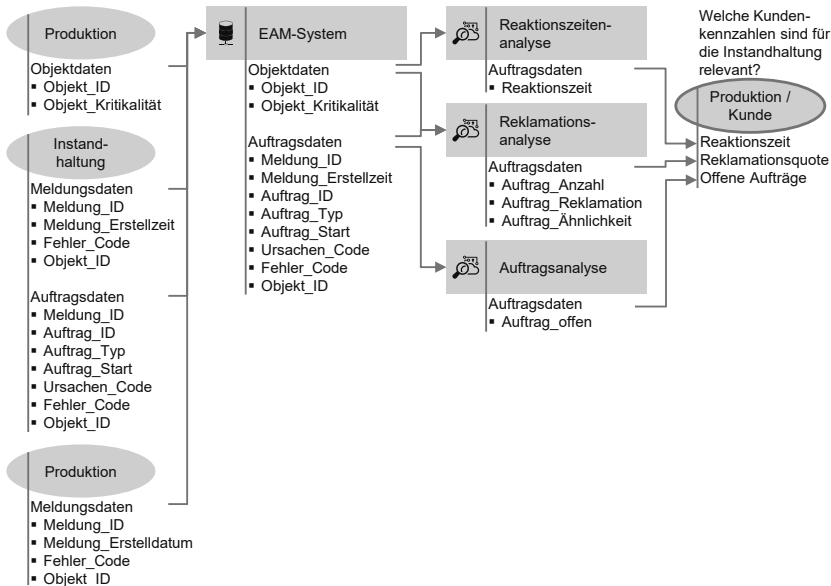 Produktion
Objektdaten
▪ Objekt_ID
▪ Objekt_Kritikalität
Instand-
haltung
Meldungsdaten
▪ Meldung_ID
▪ Meldung_Erstellzeit
▪ Fehler_Code
▪ Objekt_ID
Auftragsdaten
▪ Meldung_ID
▪ Auftrag_ID
▪ Auftrag_Typ
▪ Auftrag_Start
▪ Ursachen_Code
▪ Fehler_Code
▪ Objekt_ID
Produktion
Meldungsdaten
▪ Meldung_ID
▪ Meldung_Erstelldatum
▪ Fehler_Code
▪ Objekt_ID
EAM-System
Objektdaten
▪ Objekt_ID
▪ Objekt_Kritikalität
Auftragsdaten
▪ Meldung_ID
▪ Meldung_Erstellzeit
▪ Auftrag_ID
▪ Auftrag_Typ
▪ Auftrag_Start
▪ Ursachen_Code
▪ Fehler_Code
▪ Objekt_ID
Reaktionszeiten-
analyse
Auftragsdaten
▪ Reaktionszeit
Reklamations-
analyse
Auftragsdaten
▪ Auftrag_Anzahl
▪ Auftrag_Reklamation
▪ Auftrag_Ähnlichkeit
Auftragsanalyse
Auftragsdaten
▪ Auftrag_offen
Welche Kunden-
kennzahlen sind für
die Instandhaltung
relevant?
Produktion /
Kunde
Reaktionszeit
Reklamationsquote
Offene Aufträge